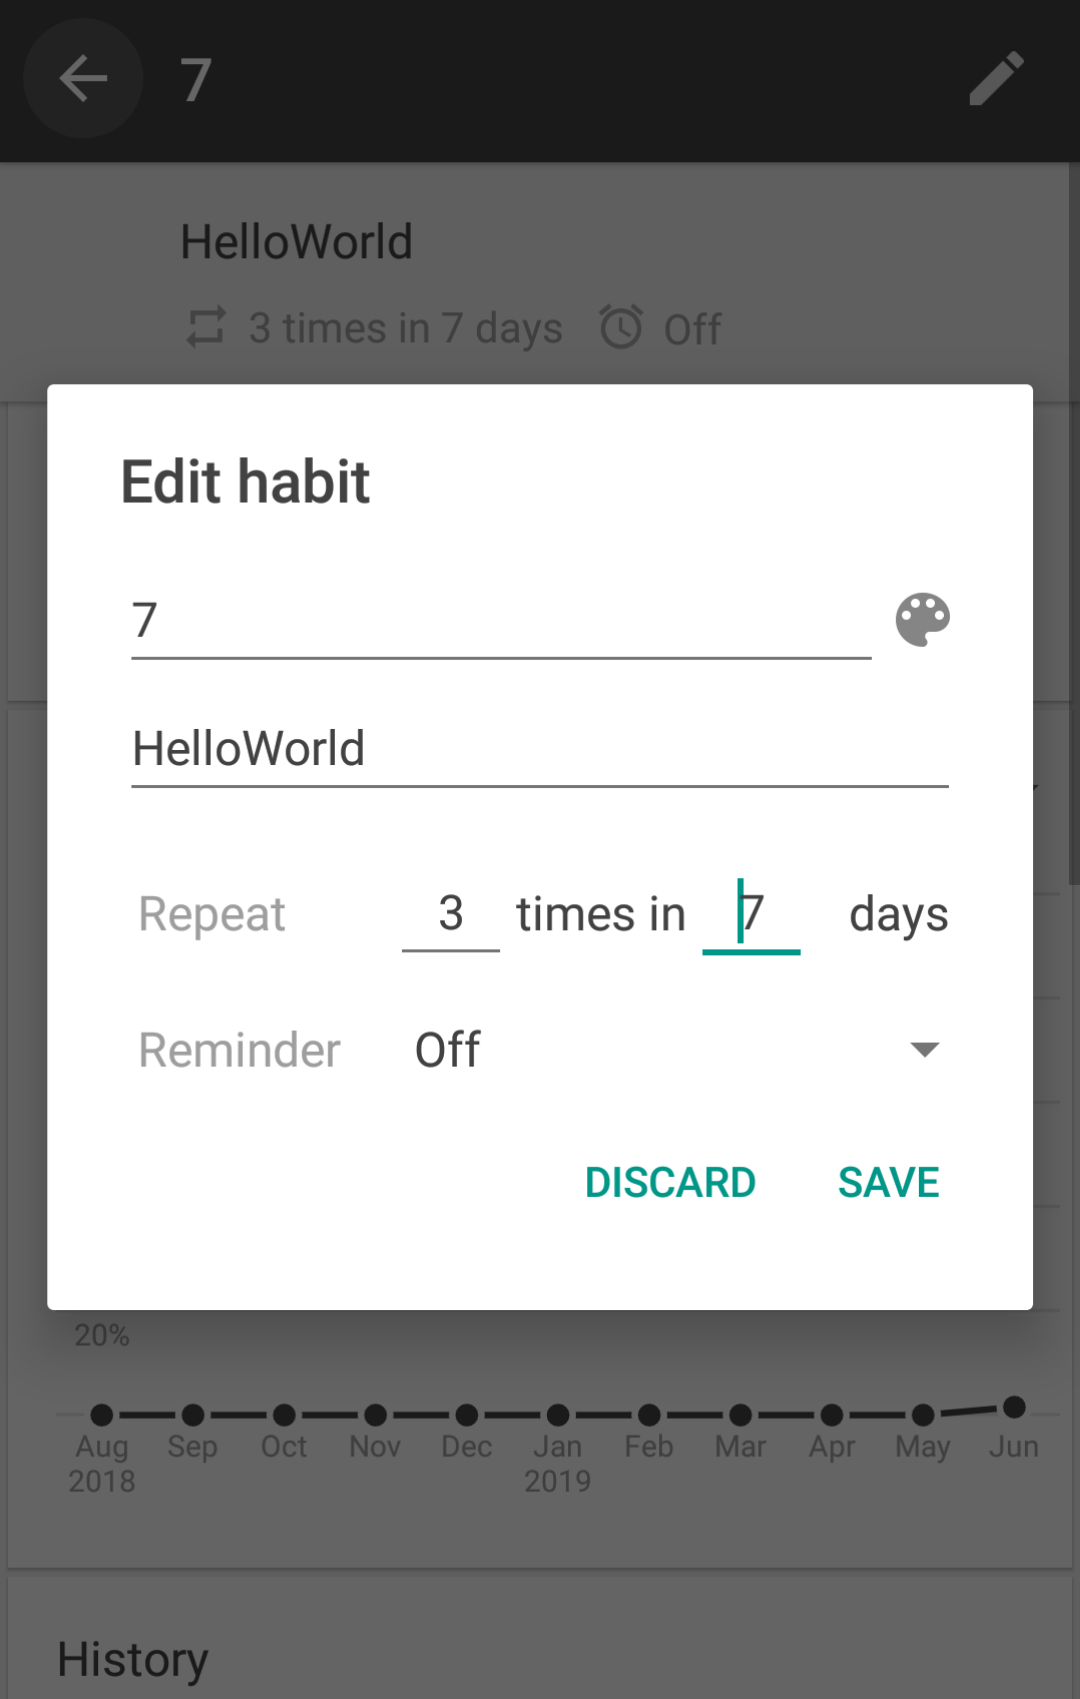 7
HelloWorld
3 times in 7 days Off
Edit habit
7
HelloWorld
Repeat 3 times in 7 days
Reminder Off
DISCARD SAVE
20%
Aug Sep Oct Nov Dec Jan Feb Mar Apr May Jun
2018 2019
History